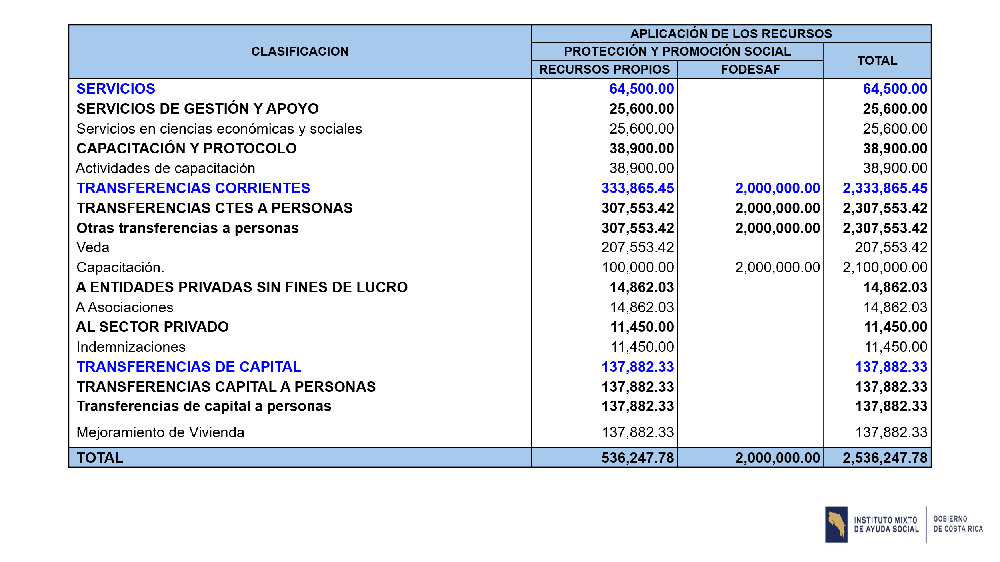 APLICACIÓN DE LOS RECURSOS
CLASIFICACION
PROTECCIÓN Y PROMOCIÓN SOCIAL
TOTAL
RECURSOS PROPIOS FODESAF
SERVICIOS 64,500.00 64,500.00
SERVICIOS DE GESTIÓN Y APOYO 25,600.00 25,600.00
Servicios en ciencias económicas y sociales 25,600.00 25,600.00
CAPACITACIÓN Y PROTOCOLO 38,900.00 38,900.00
Actividades de capacitación 38,900.00 38,900.00
TRANSFERENCIAS CORRIENTES 333,865.45 2,000,000.00 2,333,865.45
TRANSFERENCIAS CTES A PERSONAS 307,553.42 2,000,000.00 2,307,553.42
Otras transferencias a personas 307,553.42 2,000,000.00 2,307,553.42
Veda 207,553.42 207,553.42
Capacitación. 100,000.00 2,000,000.00 2,100,000.00
A ENTIDADES PRIVADAS SIN FINES DE LUCRO 14,862.03 14,862.03
A Asociaciones 14,862.03 14,862.03
AL SECTOR PRIVADO 11,450.00 11,450.00
Indemnizaciones 11,450.00 11,450.00
TRANSFERENCIAS DE CAPITAL 137,882.33 137,882.33
TRANSFERENCIAS CAPITAL A PERSONAS 137,882.33 137,882.33
Transferencias de capital a personas 137,882.33 137,882.33
Mejoramiento de Vivienda 137,882.33 137,882.33
TOTAL 536,247.78 2,000,000.00 2,536,247.78
INSTITUTO MIXTO
DE AYUDA SOCIAL
GOBIERNO
DE COSTA RICA